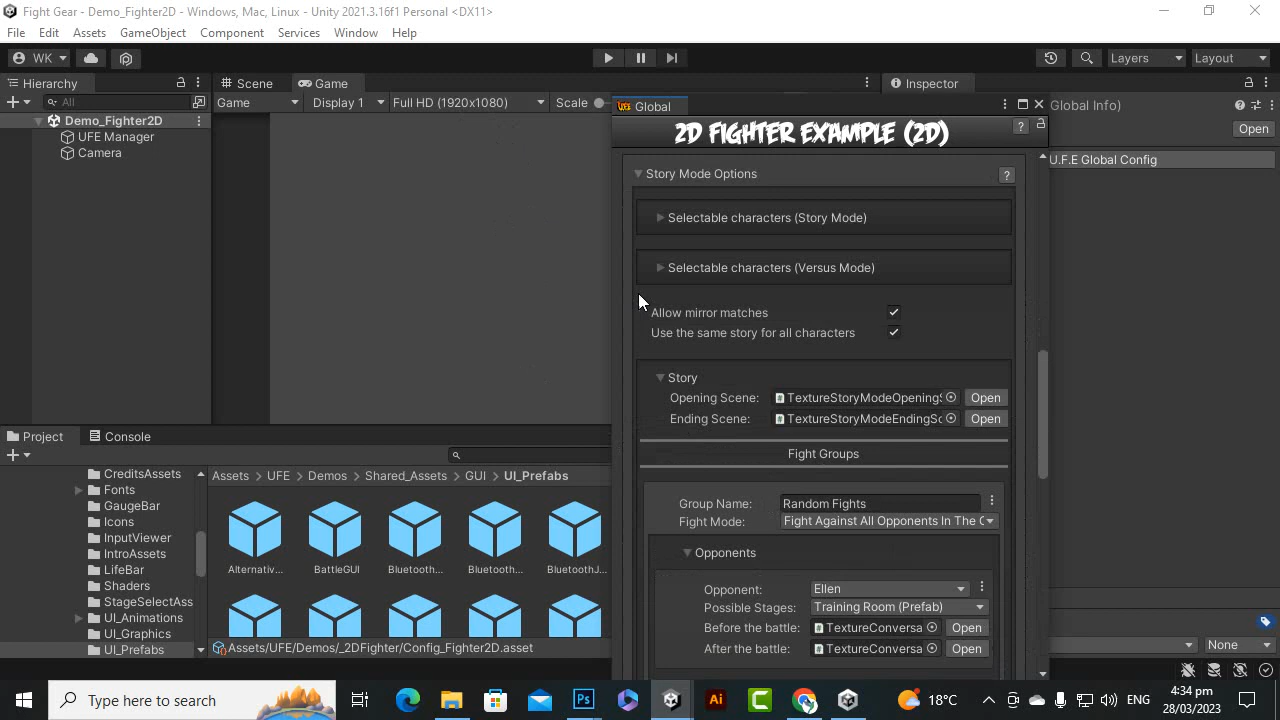 Fight Gear - Demo_Fighter2D - Windows, Mac, Linux - Unity 2021.3.16f1 Personal <DX11>
File Edit Assets GameObject Component Services Window Help
WK Layers Layout
Hierarchy Scene Game Inspector
All Game Display 1 Full HD (1920x1080) Scale Global Global Info)
Demo_Fighter2D Open
UFE Manager
Camera
U.F.E Global Config
2D FIGHTER EXAMPLE (2D) ?
Story Mode Options ?
Selectable characters (Story Mode)
Selectable characters (Versus Mode)
Allow mirror matches
Use the same story for all characters
Story
Opening Scene: TextureStoryModeOpening Open
Ending Scene: TextureStoryModeEndingSc Open
Fight Groups
Group Name: Random Fights
Fight Mode: Fight Against All Opponents In The
Opponents
Opponent: Ellen
Possible Stages: Training Room (Prefab)
Before the battle: TextureConversa Open
After the battle: TextureConversa Open
Project Console
CreditsAssets
Fonts
GaugeBar
Icons
InputViewer
IntroAssets
LifeBar
Shaders
StageSelectAss
UI_Animations
UI_Graphics
UI_Prefabs
Assets > UFE > Demos > Shared_Assets > GUI > UI_Prefabs
Alternativ... BattleGUI Bluetooth... Bluetooth... BluetoothJ...
Assets/UFE/Demos/_2DFighter/Config_Fighter2D.asset
None
Type here to search
Ps Ai
18°C ENG
4:34 pm
28/03/2023